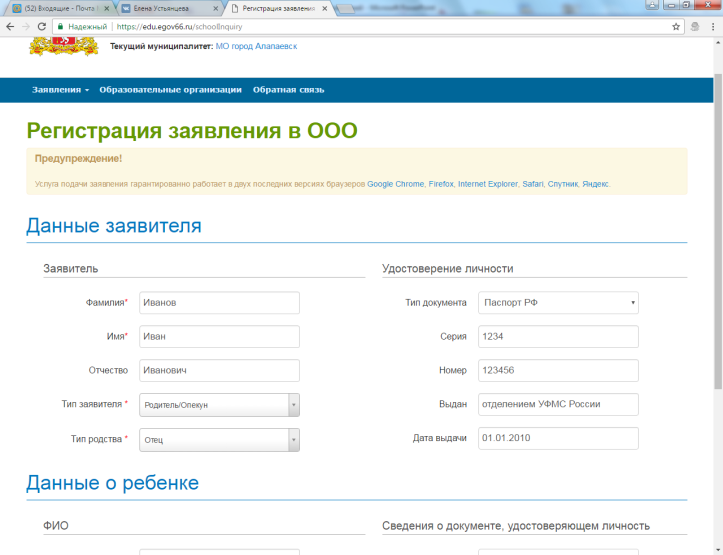 (52) Входящие - Почта
Елена Устьянцева
Регистрация заявления
Надежный | https://edu.egov66.ru/schoolInquiry
Текущий муниципалитет: МО город Алапаевск
Заявления Образовательные организации Обратная связь
Регистрация заявления в ООО
Предупреждение!
Услуга подачи заявления гарантированно работает в двух последних версиях браузеров Google Chrome, Firefox, Internet Explorer, Safari, Спутник, Яндекс.
Данные заявителя
Заявитель
Фамилия* Иванов
Имя* Иван
Отчество Иванович
Тип заявителя * Родитель/Опекун
Тип родства * Отец
Удостоверение личности
Тип документа Паспорт РФ
Серия 1234
Номер 123456
Выдан отделением УФМС России
Дата выдачи 01.01.2010
Данные о ребенке
ФИО
Сведения о документе, удостоверяющем личность